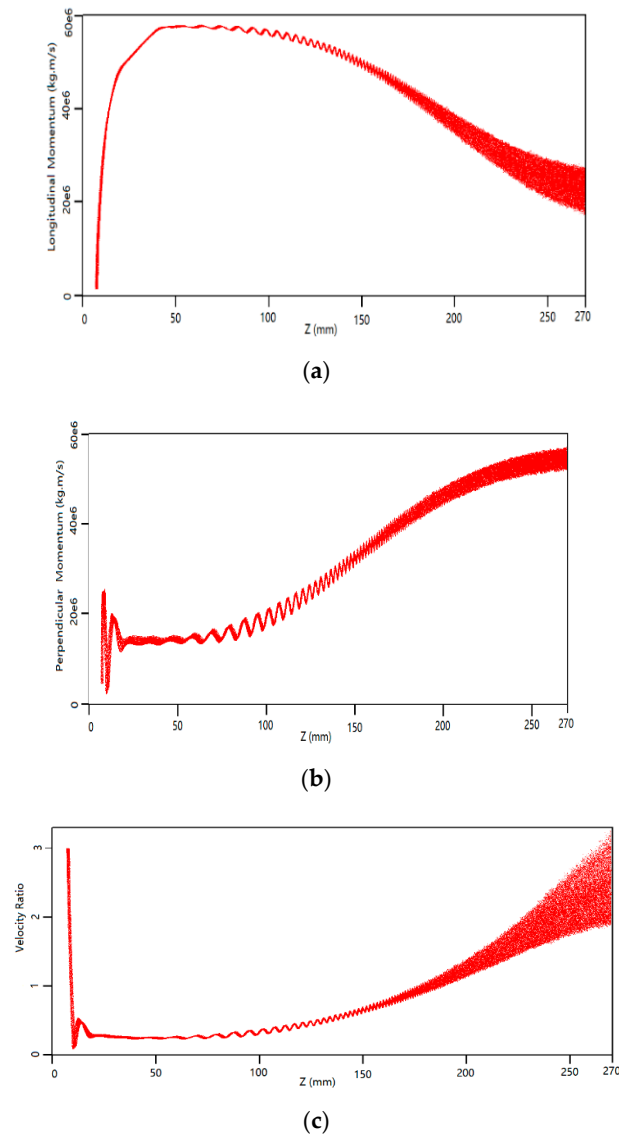 Longitudinal Momentum (kg.m/s)
60e6
40e6
20e6
0
0 50 100 150 200 250 270
Z (mm)
(a)
Perpendicular Momentum (kg.m/s)
60e6
40e6
20e6
0
0 50 100 150 200 250 270
Z (mm)
(b)
Velocity Ratio
3
2
1
0
0 50 100 150 200 250 270
Z (mm)
(c)